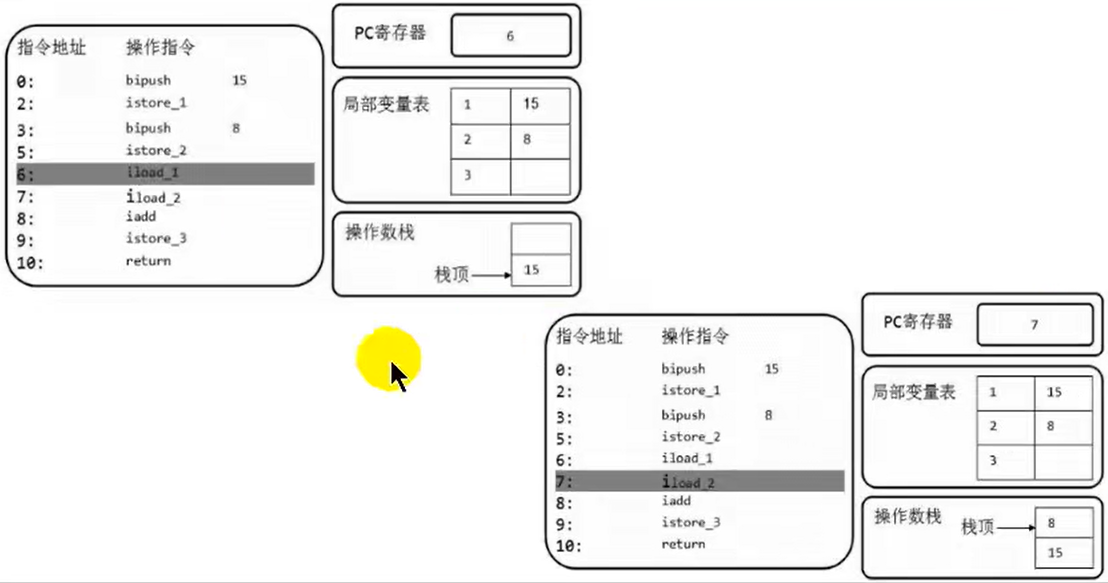 指令地址 操作指令
0: bipush 15
2: istore_1
3: bipush 8
5: istore_2
6: iload_1
7: iload_2
8: iadd
9: istore_3
10: return
PC寄存器 6
局部变量表
1 15
2 8
3
操作数栈
栈顶 15
指令地址 操作指令
0: bipush 15
2: istore_1
3: bipush 8
5: istore_2
6: iload_1
7: iload_2
8: iadd
9: istore_3
10: return
PC寄存器 7
局部变量表
1 15
2 8
3
操作数栈
栈顶 8
15